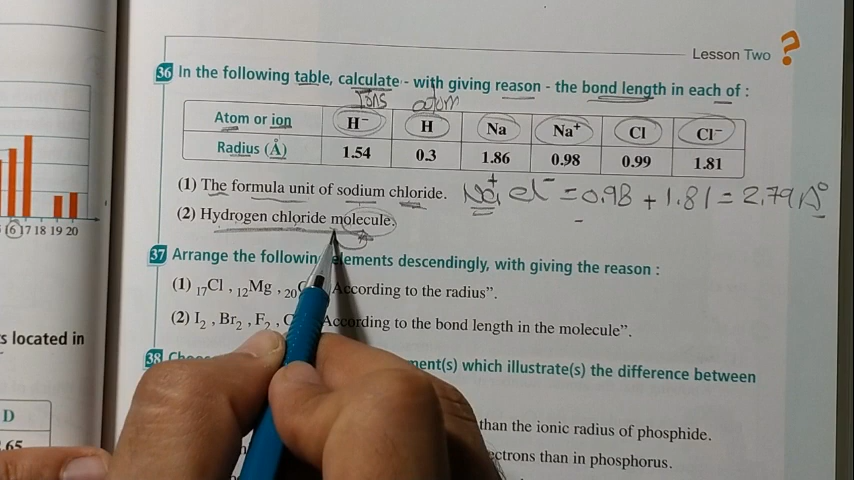 Lesson Two ?
36 In the following table, calculate - with giving reason - the bond length in each of :
Ions atom
Atom or ion H⁻ H Na Na⁺ Cl Cl⁻
Radius (Å) 1.54 0.3 1.86 0.98 0.99 1.81
(1) The formula unit of sodium chloride. Na⁺ Cl⁻ = 0.98 + 1.81 = 2.79 A°
(2) Hydrogen chloride molecule.
(6) 17 18 19 20
37 Arrange the following elements descendingly, with giving the reason :
(1) ₁₇Cl , ₁₂Mg , ₂₀ According to the radius”.
(2) I₂ , Br₂ , F₂ , According to the bond length in the molecule”.
s located in
38 which illustrate(s) the difference between
D
.65
than the ionic radius of phosphide.
than in phosphorus.